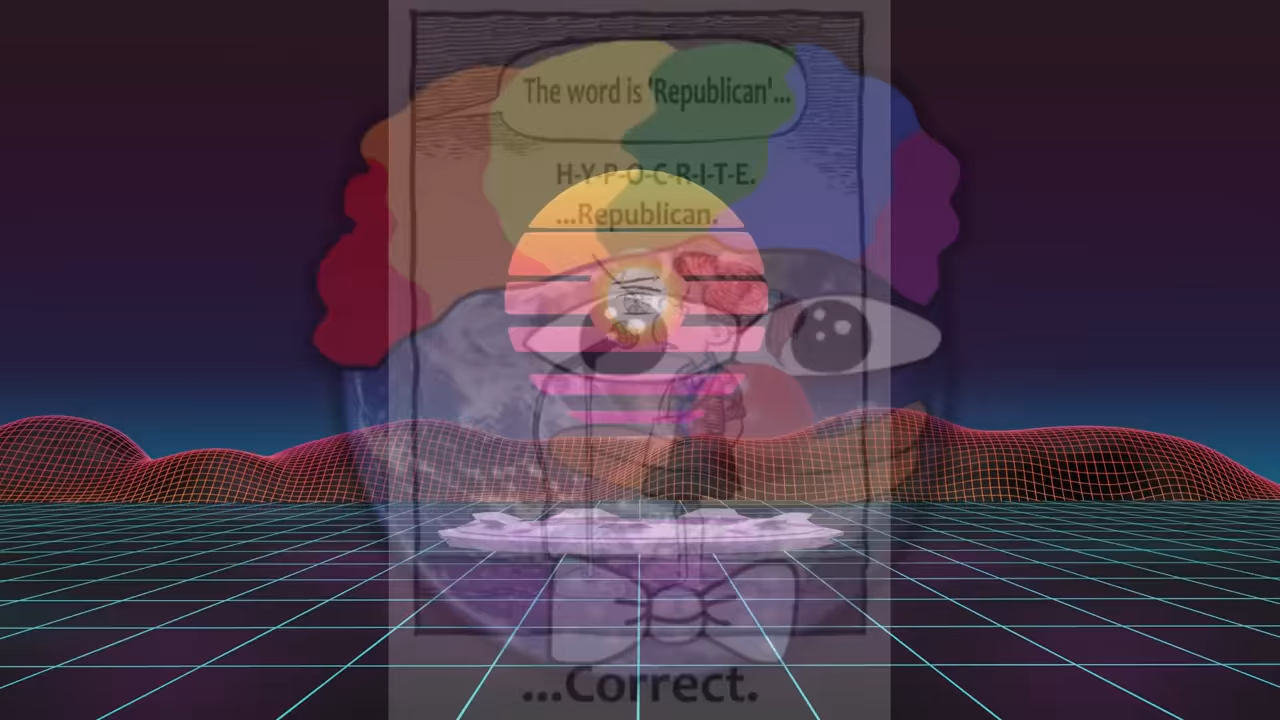 The word is 'Republican'...
H-Y-P-O-C-R-I-T-E.
...Republican.
...Correct.